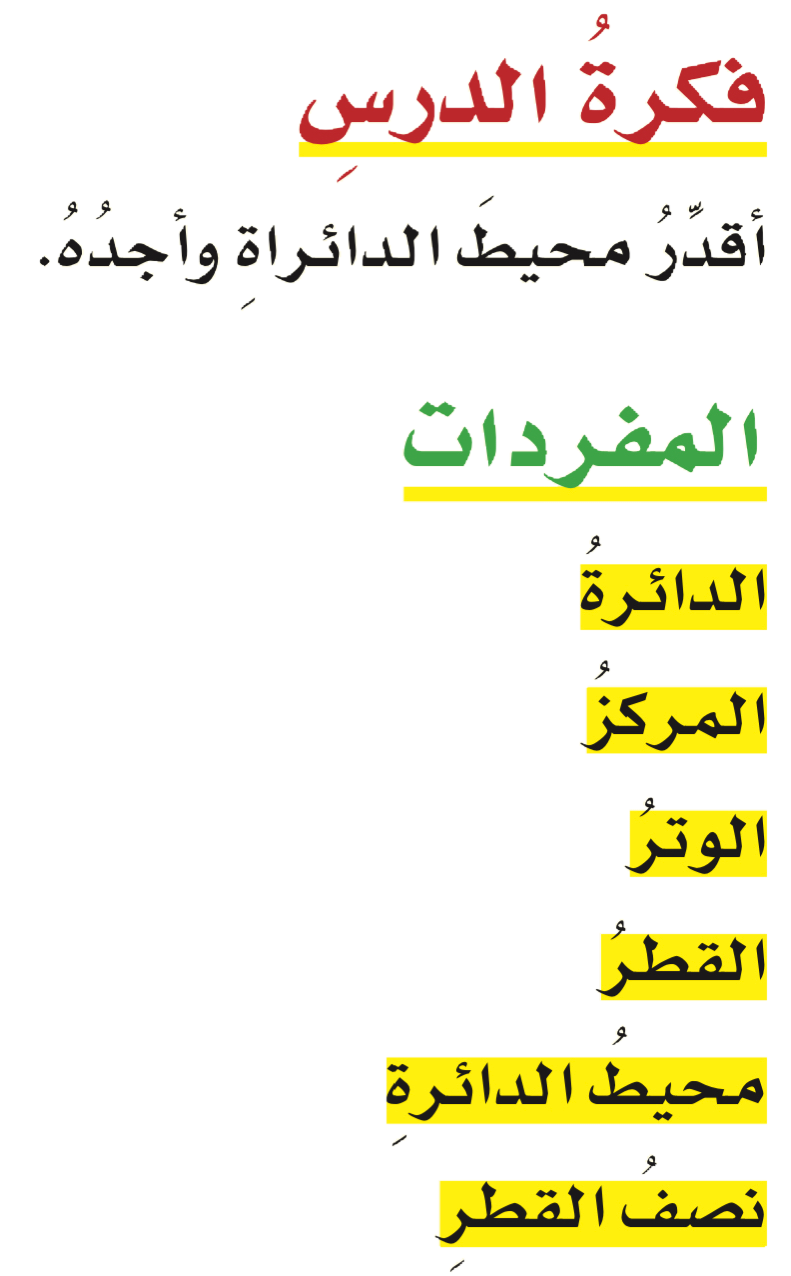 فكرةُ الدرسِ
أقدِّرُ محيطَ الدائراةِ وأجدُهُ.
المفردات
الدائرةُ
المركزُ
الوترُ
القطرُ
محيطُ الدائرةِ
نصفُ القطرِ